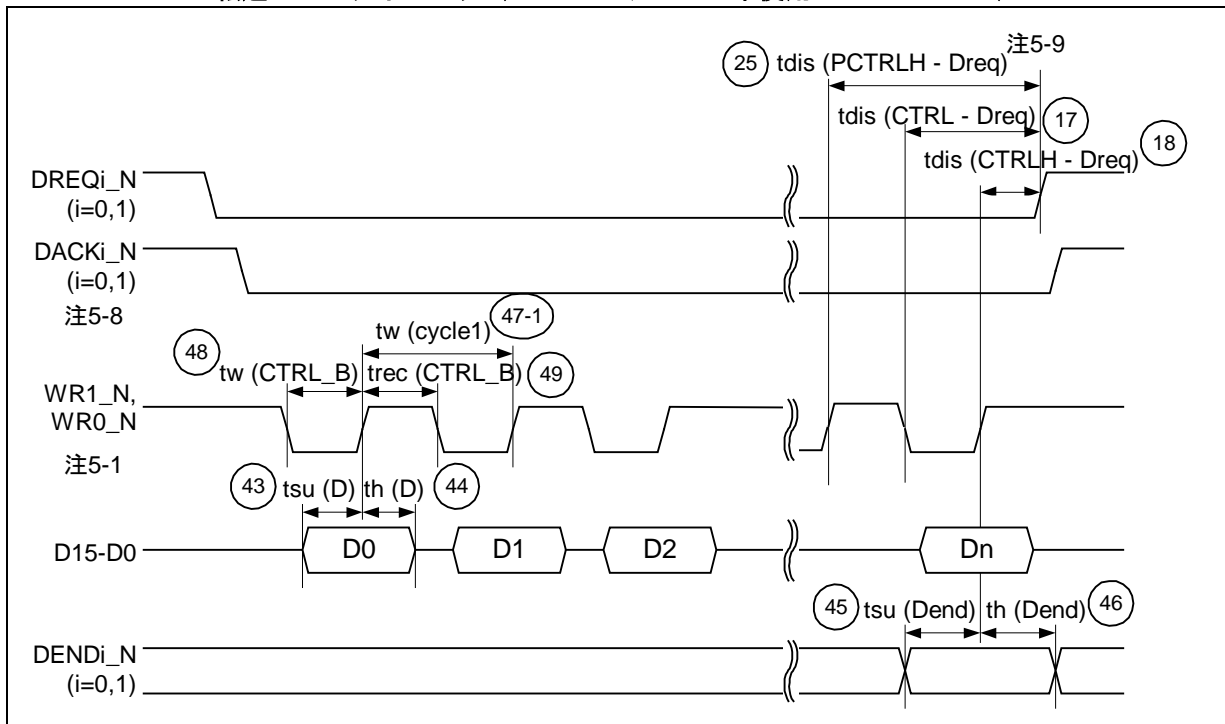 注5-9
25 tdis (PCTRLH - Dreq)
tdis (CTRL - Dreq) 17
tdis (CTRLH - Dreq) 18
DREQi_N
(i=0,1)
DACKi_N
(i=0,1)
注5-8
47-1
tw (cycle1)
48 tw (CTRL_B) trec (CTRL_B) 49
WR1_N,
WR0_N
注5-1
43 tsu (D) th (D) 44
D15-D0 D0 D1 D2 Dn
45 tsu (Dend) th (Dend) 46
DENDi_N
(i=0,1)